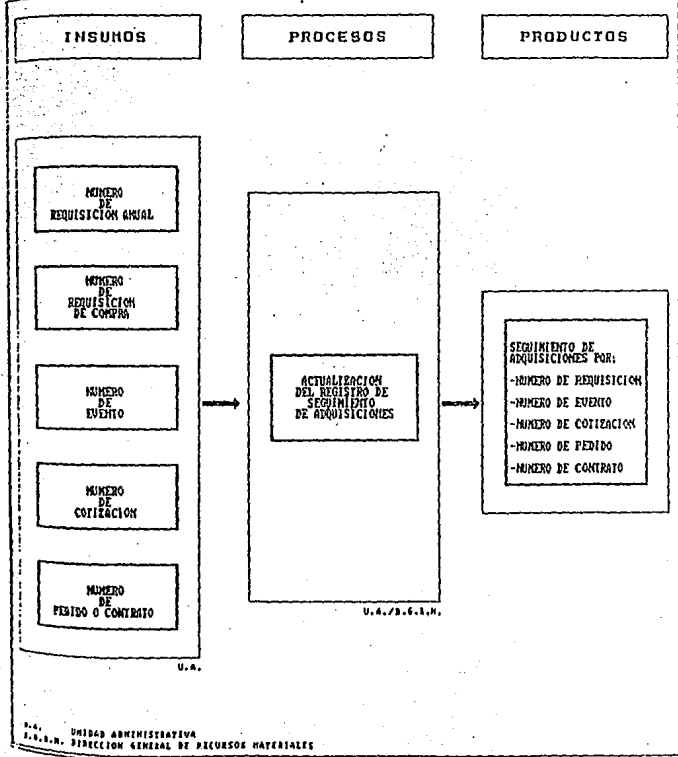 INSUMOS
PROCESOS
PRODUCTOS
NUMERO
DE
REQUISICION ANUAL
NUMERO
DE
REQUISICION
DE COMPRA
NUMERO
DE
EVENTO
NUMERO
DE
COTIZACION
NUMERO
DE
PEDIDO O CONTRATO
U.A.
ACTUALIZACION
DEL REGISTRO DE
SEGUIMIENTO
DE ADQUISICIONES
U.A./D.G.R.M.
SEGUIMIENTO DE
ADQUISICIONES POR:
-NUMERO DE REQUISICION
-NUMERO DE EVENTO
-NUMERO DE COTIZACION
-NUMERO DE PEDIDO
-NUMERO DE CONTRATO
U.A. UNIDAD ADMINISTRATIVA
D.G.R.M. DIRECCION GENERAL DE RECURSOS MATERIALES